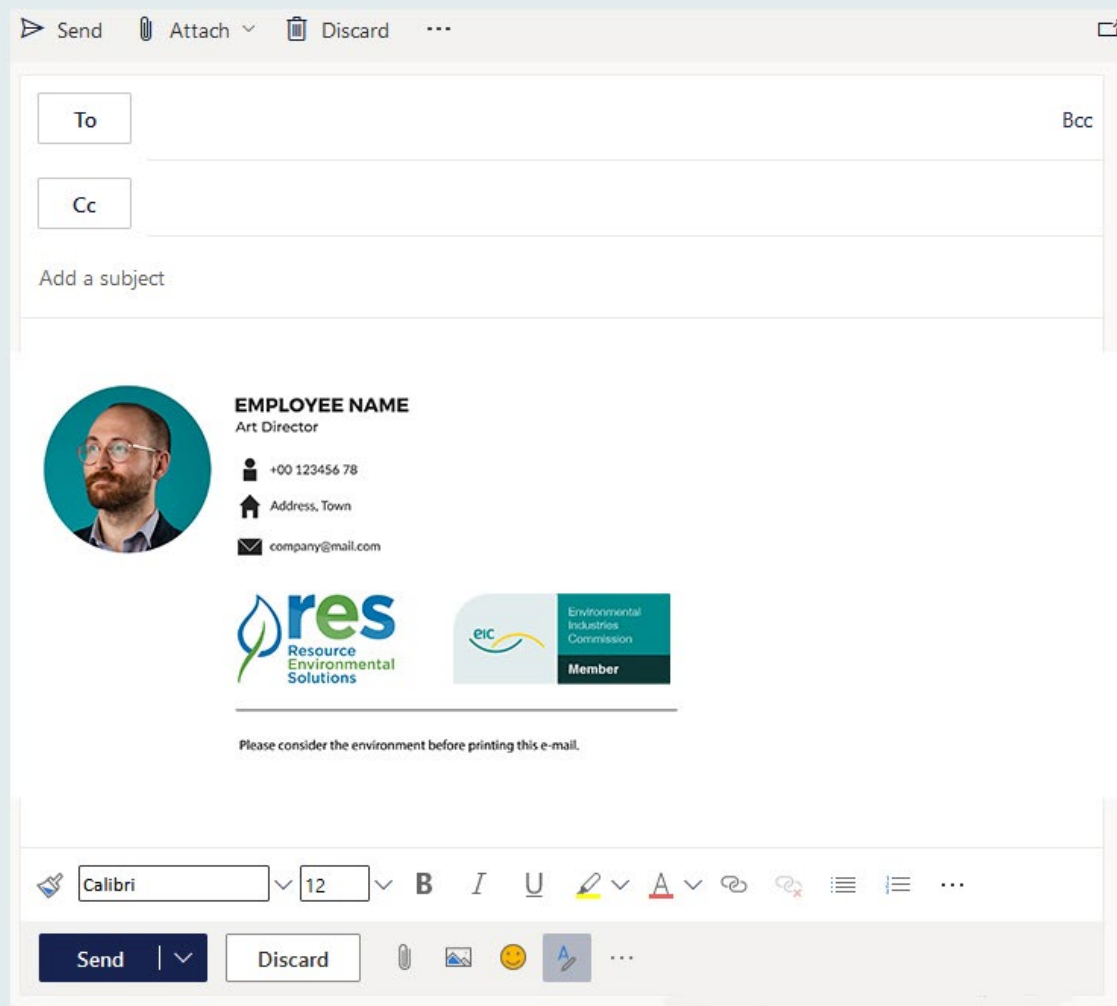 Send Attach Discard ...
To Bcc
Cc
Add a subject
EMPLOYEE NAME
Art Director
+00 123456 78
Address, Town
company@mail.com
res
Resource
Environmental
Solutions
eic
Environmental
Industries
Commission
Member
Please consider the environment before printing this e-mail.
Calibri 12 B I U A ...
Send Discard ...